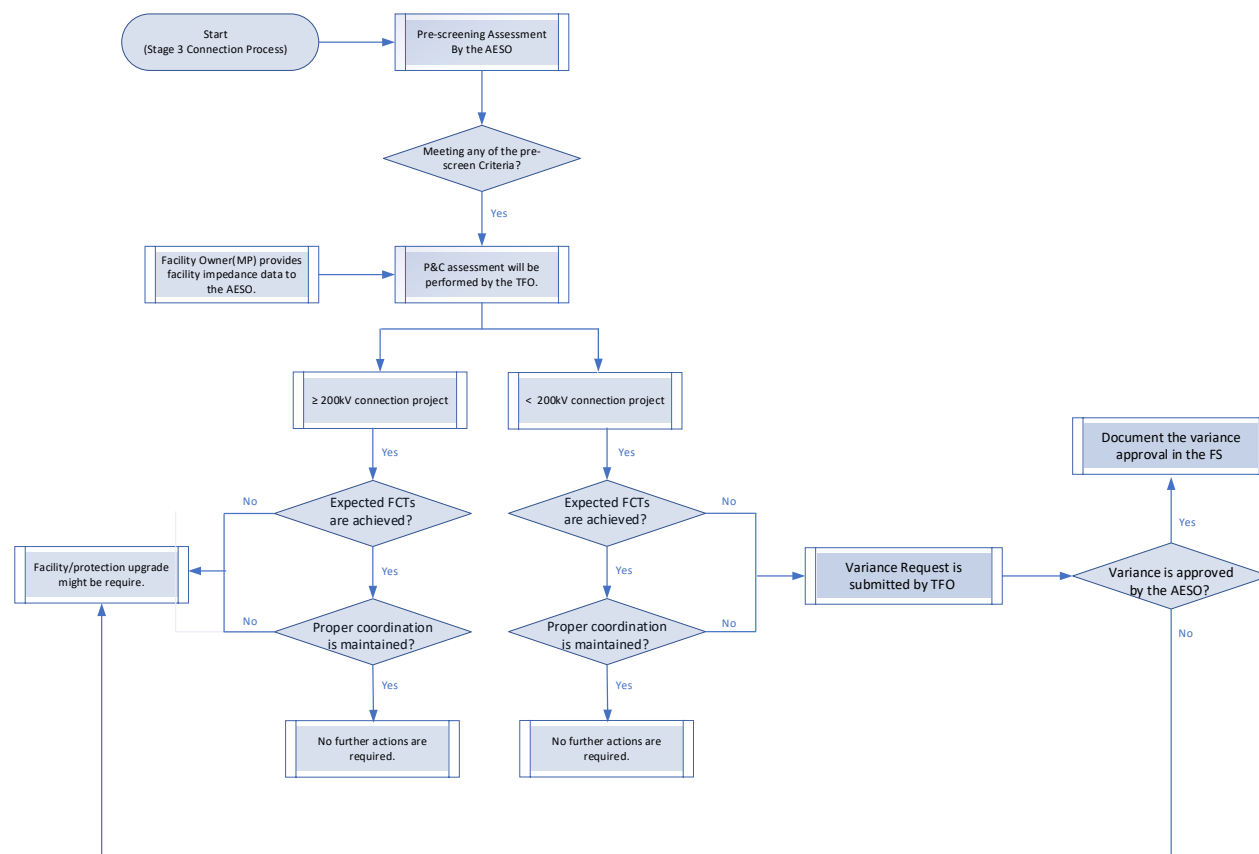 Start
(Stage 3 Connection Process)
Pre-screening Assessment
By the AESO
Meeting any of the pre-
screen Criteria?
Yes
Facility Owner(MP) provides
facility impedance data to
the AESO.
P&C assessment will be
performed by the TFO.
≥ 200kV connection project
< 200kV connection project
Yes
Yes
Document the variance
approval in the FS
No
Expected FCTs
are achieved?
Expected FCTs
are achieved?
No
Yes
Facility/protection upgrade
might be require.
Yes
Yes
Variance Request is
submitted by TFO
Variance is approved
by the AESO?
No
Proper coordination
is maintained?
Proper coordination
is maintained?
No
No
Yes
Yes
No further actions are
required.
No further actions are
required.